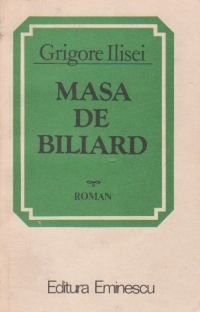 Grigore Ilisei
MASA
DE
BILIARD
ROMAN
Editura Eminescu